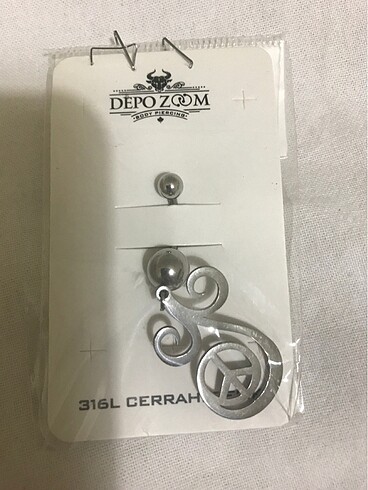 DEPO ZOOM
BODY PIERCING
316L CERRAH